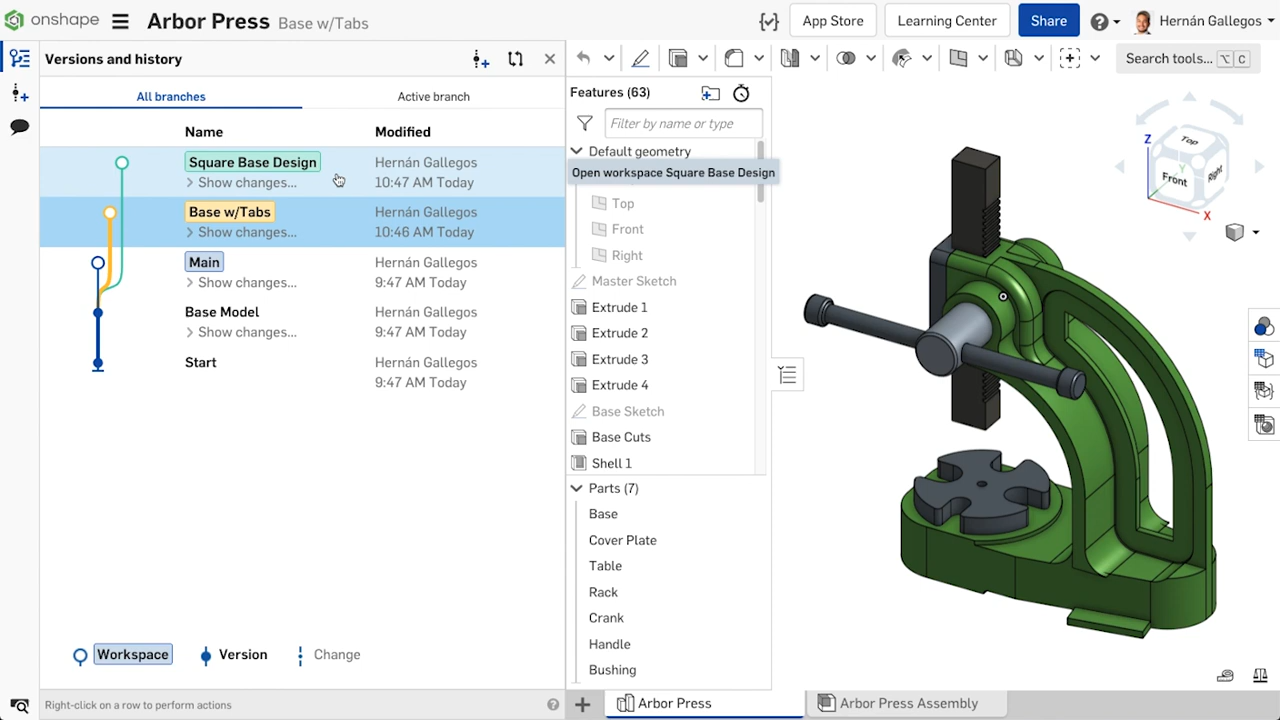 onshape Arbor Press Base w/Tabs App Store Learning Center Share Hernán Gallegos
Versions and history
All branches Active branch
Name Modified
Square Base Design Hernán Gallegos
Show changes... 10:47 AM Today
Base w/Tabs Hernán Gallegos
Show changes... 10:46 AM Today
Main Hernán Gallegos
Show changes... 9:47 AM Today
Base Model Hernán Gallegos
Show changes... 9:47 AM Today
Start Hernán Gallegos
9:47 AM Today
Workspace Version Change
Right-click on a row to perform actions
Search tools... ⌥ C
Features (63)
Filter by name or type
Default geometry
Open workspace Square Base Design
Top
Front
Right
Master Sketch
Extrude 1
Extrude 2
Extrude 3
Extrude 4
Base Sketch
Base Cuts
Shell 1
Parts (7)
Base
Cover Plate
Table
Rack
Crank
Handle
Bushing
Z
Top
Y
Front Right
X
Arbor Press Arbor Press Assembly